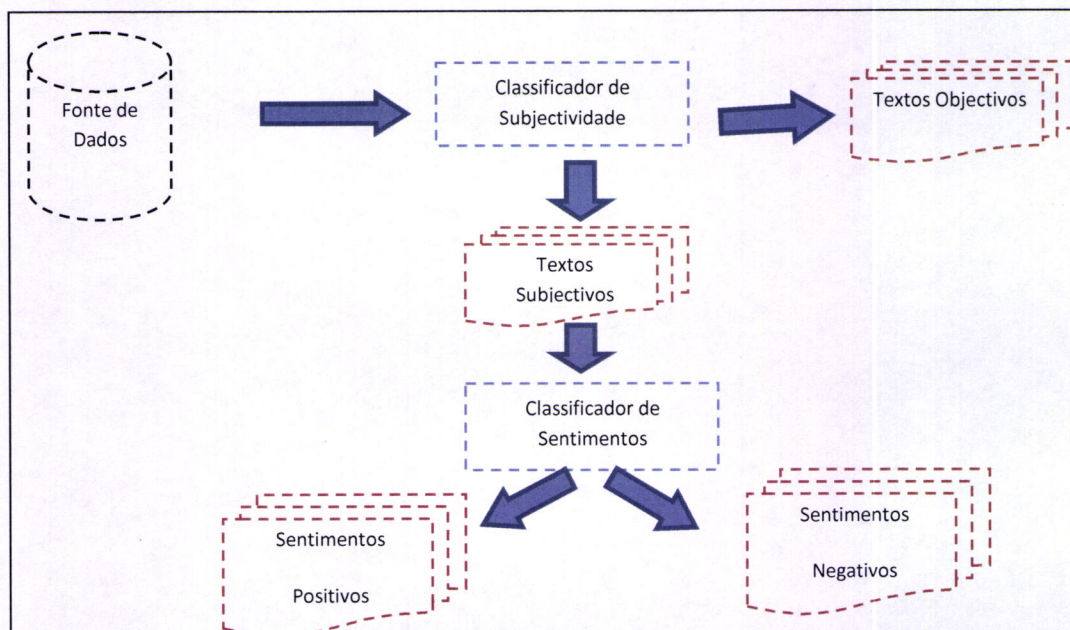 Fonte de
Dados
Classificador de
Subjectividade
Textos Objectivos
Textos
Subjectivos
Classificador de
Sentimentos
Sentimentos
Positivos
Sentimentos
Negativos